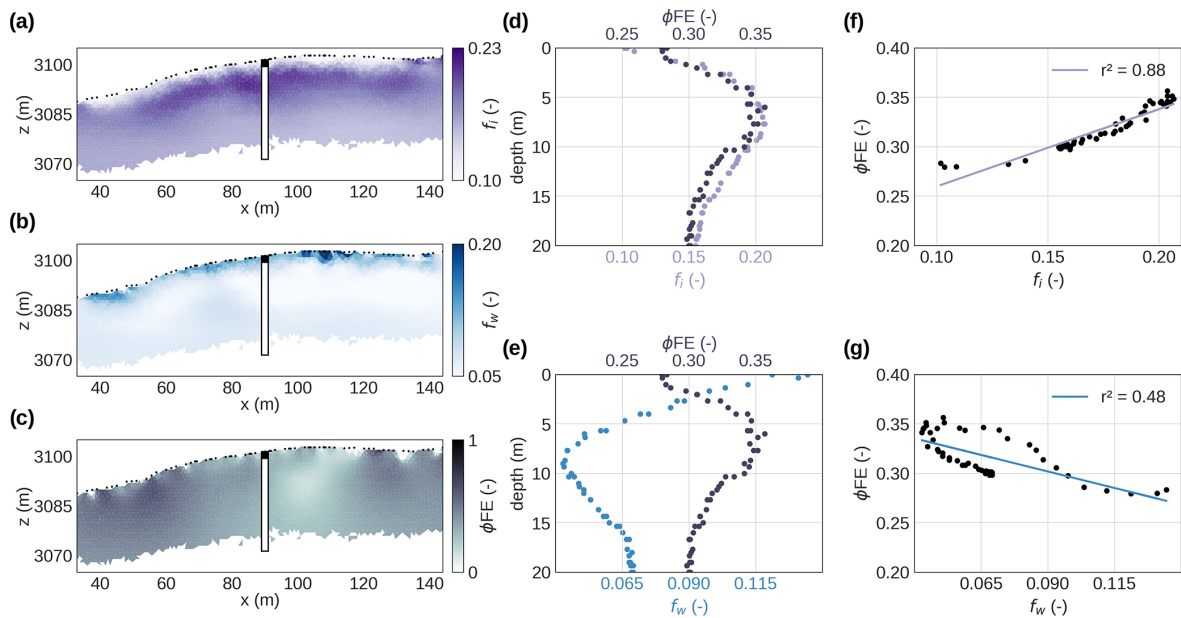 (a)
0.23
3100
3085
3070
z (m)
40 60 80 100 120 140
x (m)
0.10
fᵢ (-)
(b)
0.20
3100
3085
3070
z (m)
40 60 80 100 120 140
x (m)
0.05
f_w (-)
(c)
1
3100
3085
3070
z (m)
40 60 80 100 120 140
x (m)
0
ϕFE (-)
(d)
ϕFE (-)
0.25 0.30 0.35
0
5
10
15
20
depth (m)
0.10 0.15 0.20
fᵢ (-)
(e)
ϕFE (-)
0.25 0.30 0.35
0
5
10
15
20
depth (m)
0.065 0.090 0.115
f_w (-)
(f)
0.40
0.35
0.30
0.20
ϕFE (-)
r² = 0.88
0.10 0.15 0.20
fᵢ (-)
(g)
0.40
0.35
0.30
0.25
0.20
ϕFE (-)
r² = 0.48
0.065 0.090 0.115
f_w (-)